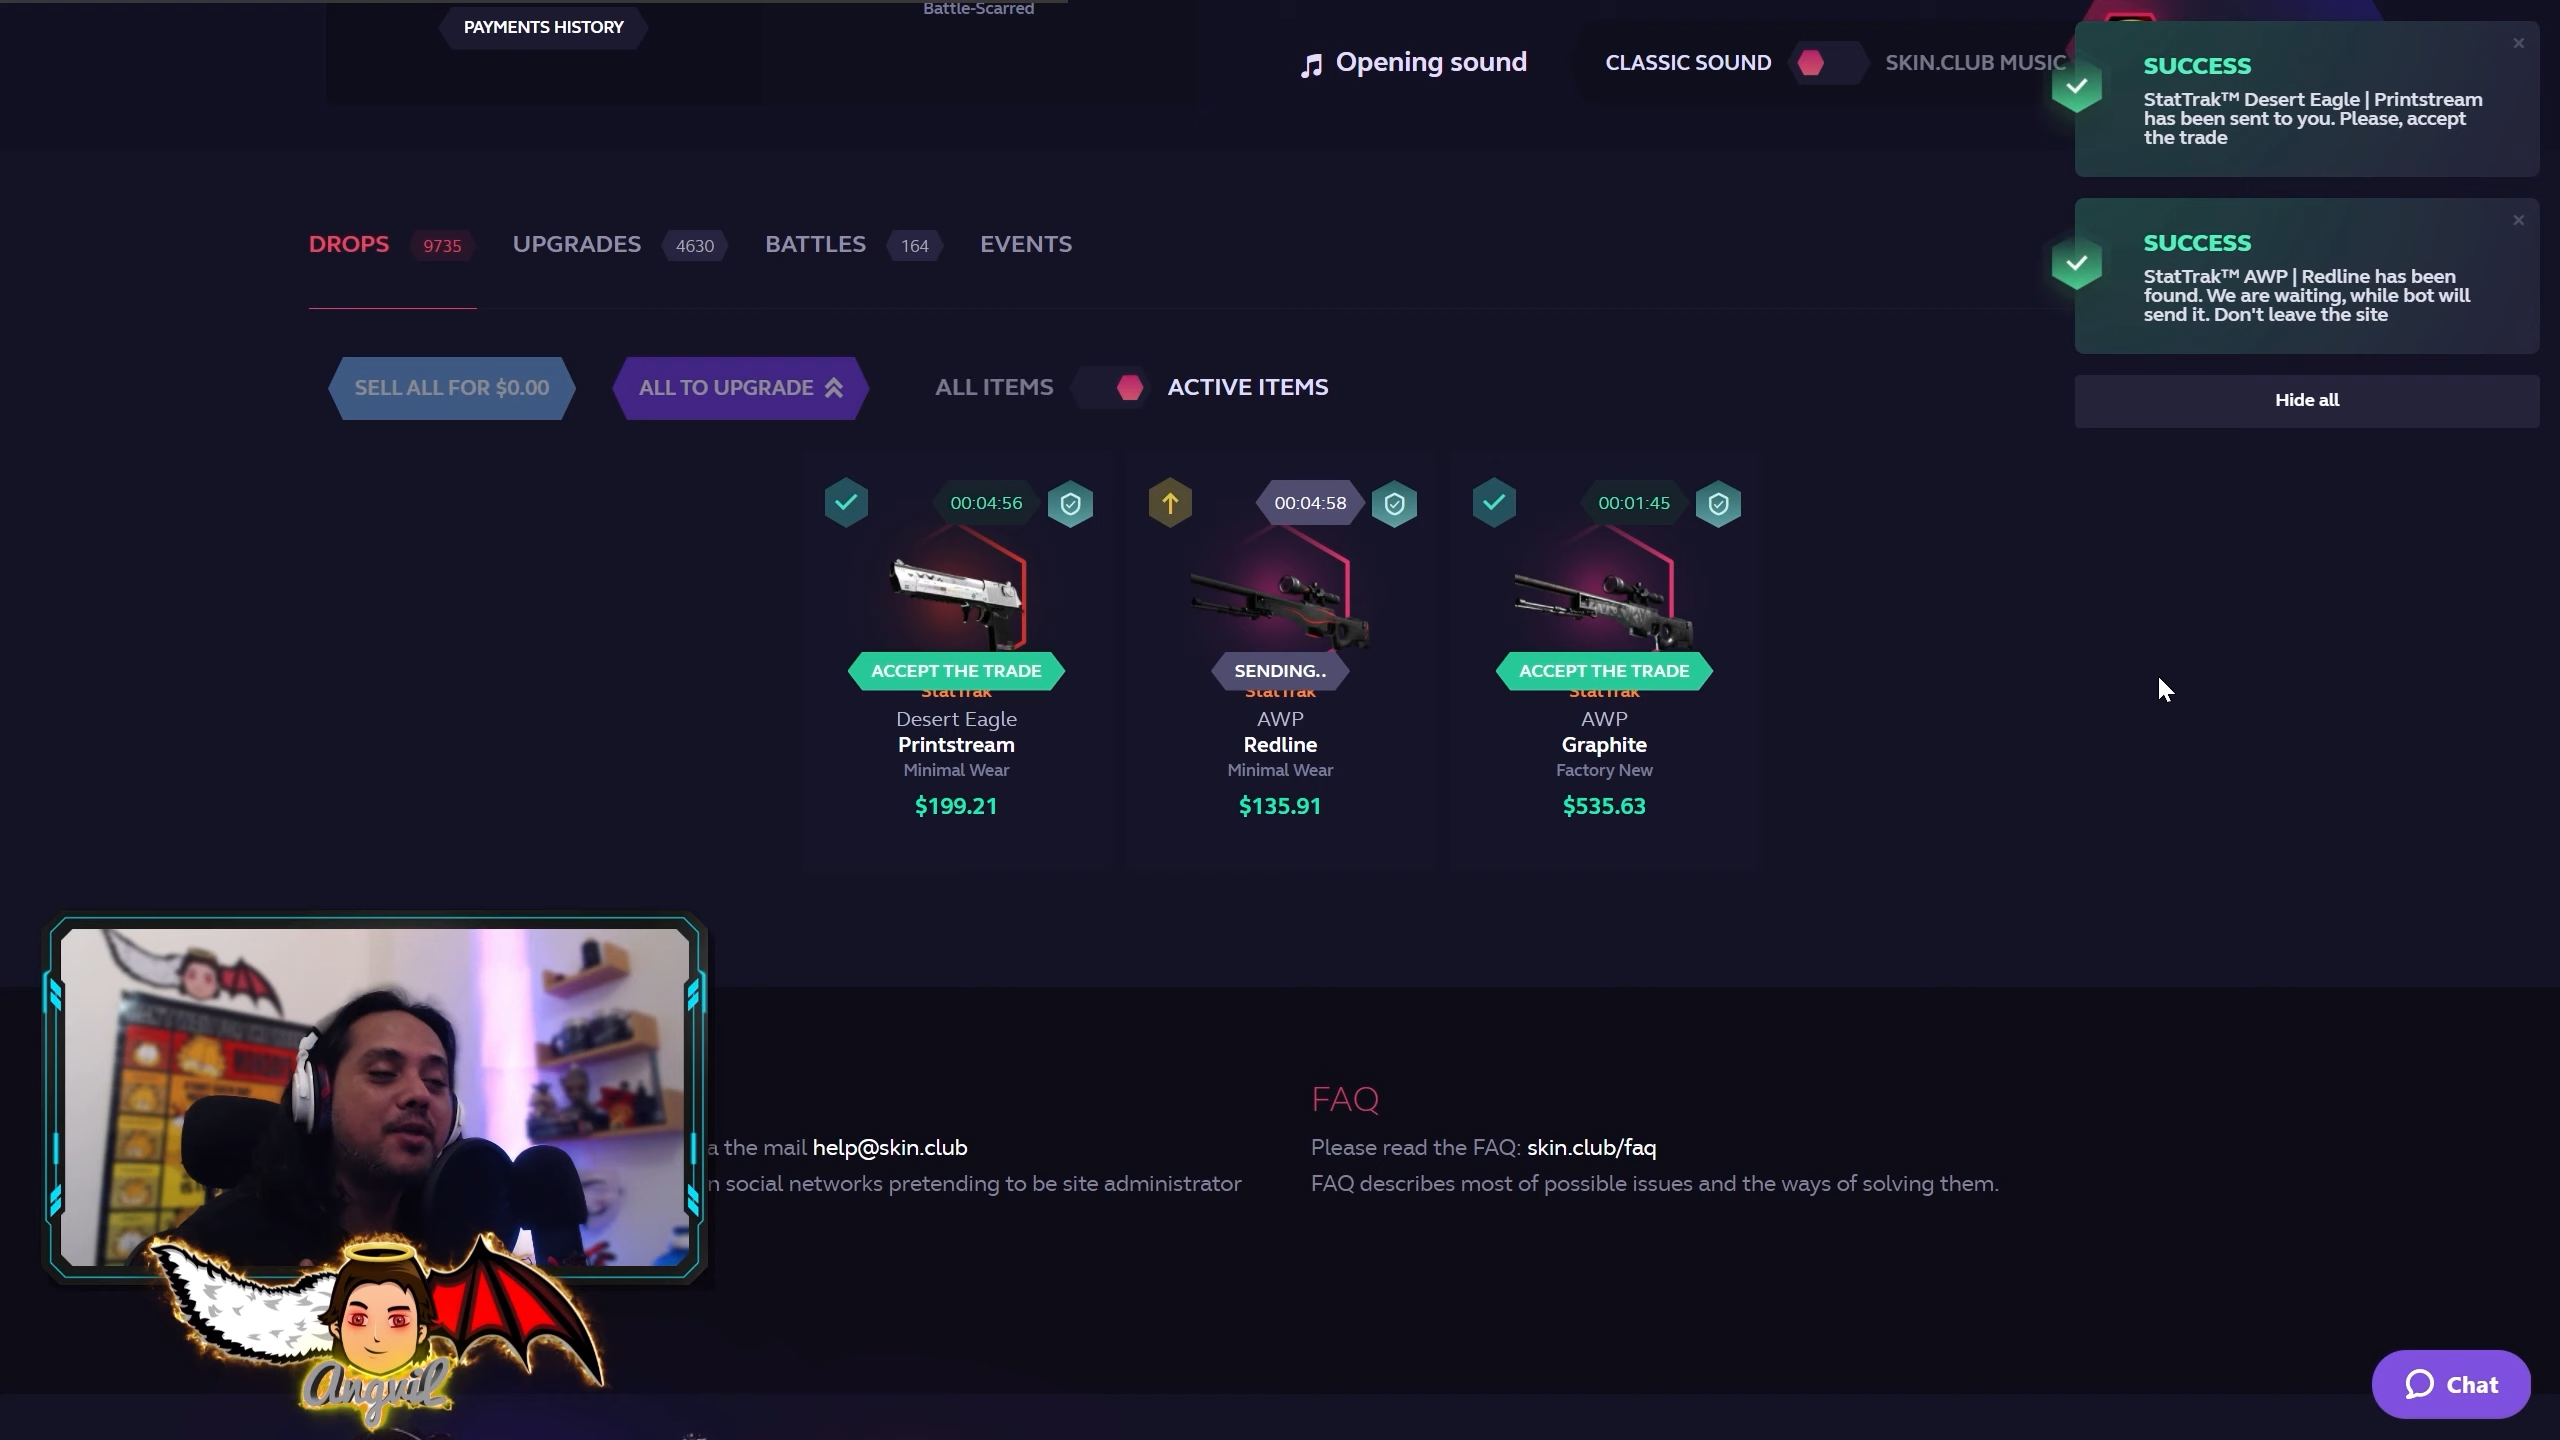 Battle-Scarred
PAYMENTS HISTORY
Opening sound
CLASSIC SOUND
SKIN.CLUB MUSIC
SUCCESS
StatTrak™ Desert Eagle | Printstream
has been sent to you. Please, accept
the trade
SUCCESS
StatTrak™ AWP | Redline has been
found. We are waiting, while bot will
send it. Don't leave the site
Hide all
DROPS 9735 UPGRADES 4630 BATTLES 164 EVENTS
SELL ALL FOR $0.00
ALL TO UPGRADE
ALL ITEMS
ACTIVE ITEMS
00:04:56
ACCEPT THE TRADE
StatTrak
Desert Eagle
Printstream
Minimal Wear
$199.21
00:04:58
SENDING..
StatTrak
AWP
Redline
Minimal Wear
$135.91
00:01:45
ACCEPT THE TRADE
StatTrak
AWP
Graphite
Factory New
$535.63
a the mail help@skin.club
n social networks pretending to be site administrator
FAQ
Please read the FAQ: skin.club/faq
FAQ describes most of possible issues and the ways of solving them.
Angvil
Chat